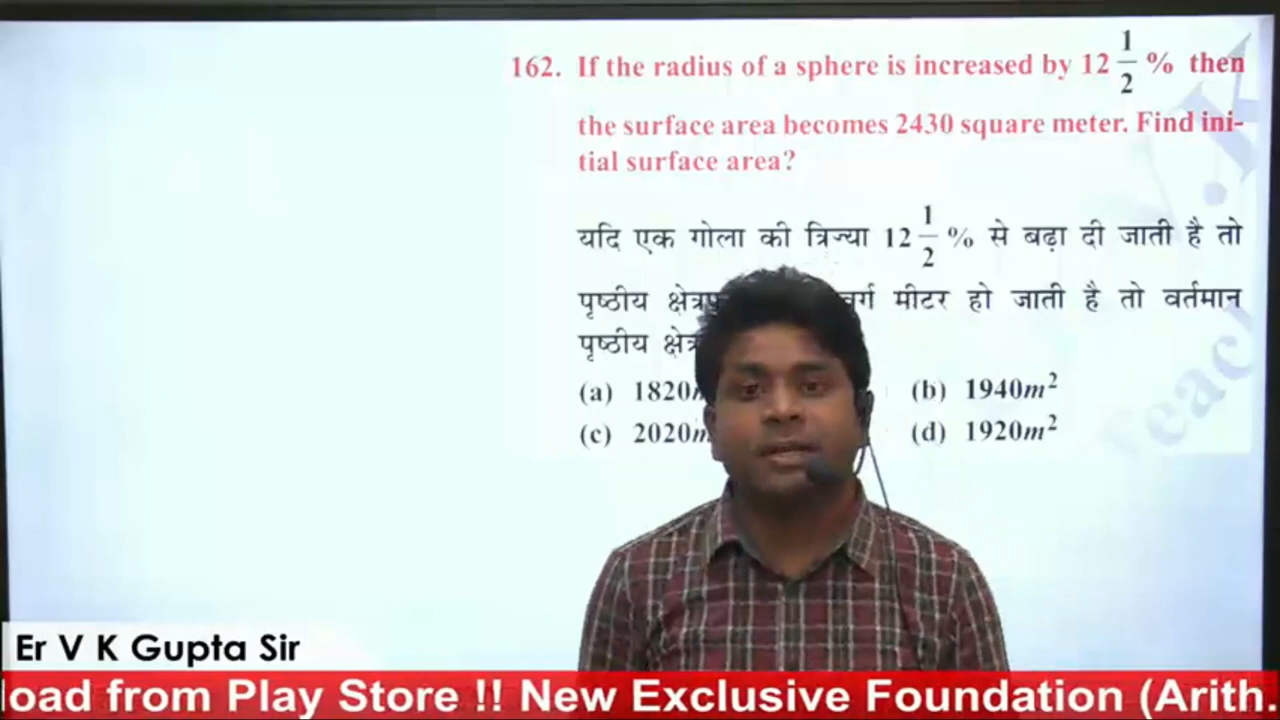 162. If the radius of a sphere is increased by 12 1/2 % then
the surface area becomes 2430 square meter. Find ini-
tial surface area?
यदि एक गोला की त्रिज्या 12 1/2 % से बढ़ा दी जाती है तो
पृष्ठीय वर्ग मीटर हो जाती है तो वर्तमान
पृष्ठीय
(a) 1820 (b) 1940m²
(c) 2020 (d) 1920m²
Er V K Gupta Sir
from Play Store !! New Exclusive Foundation (Arith.